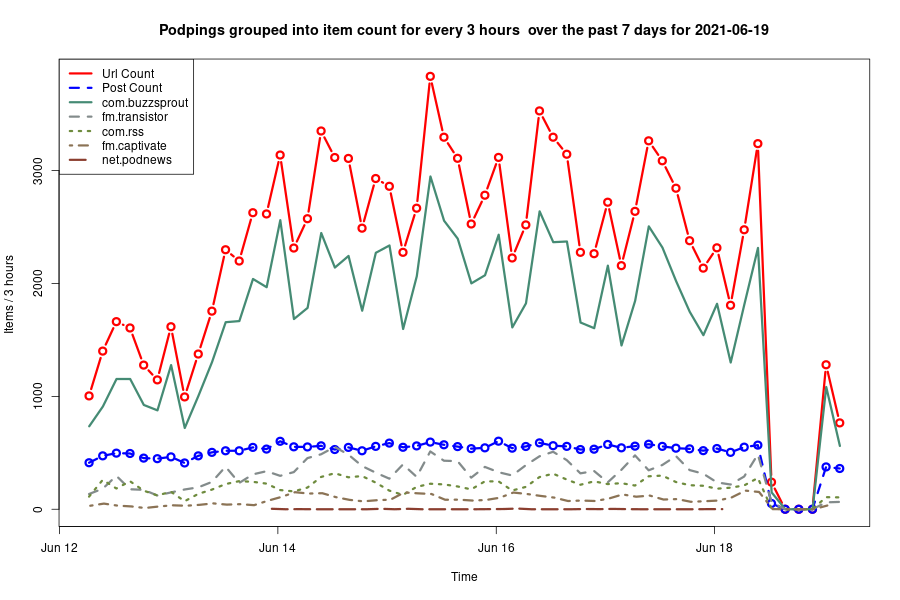 Podpings grouped into item count for every 3 hours  over the past 7 days for 2021-06-19
Url Count
Post Count
com.buzzsprout
fm.transistor
com.rss
fm.captivate
net.podnews
Items / 3 hours
3000
2000
1000
0
Jun 12
Jun 14
Jun 16
Jun 18
Time